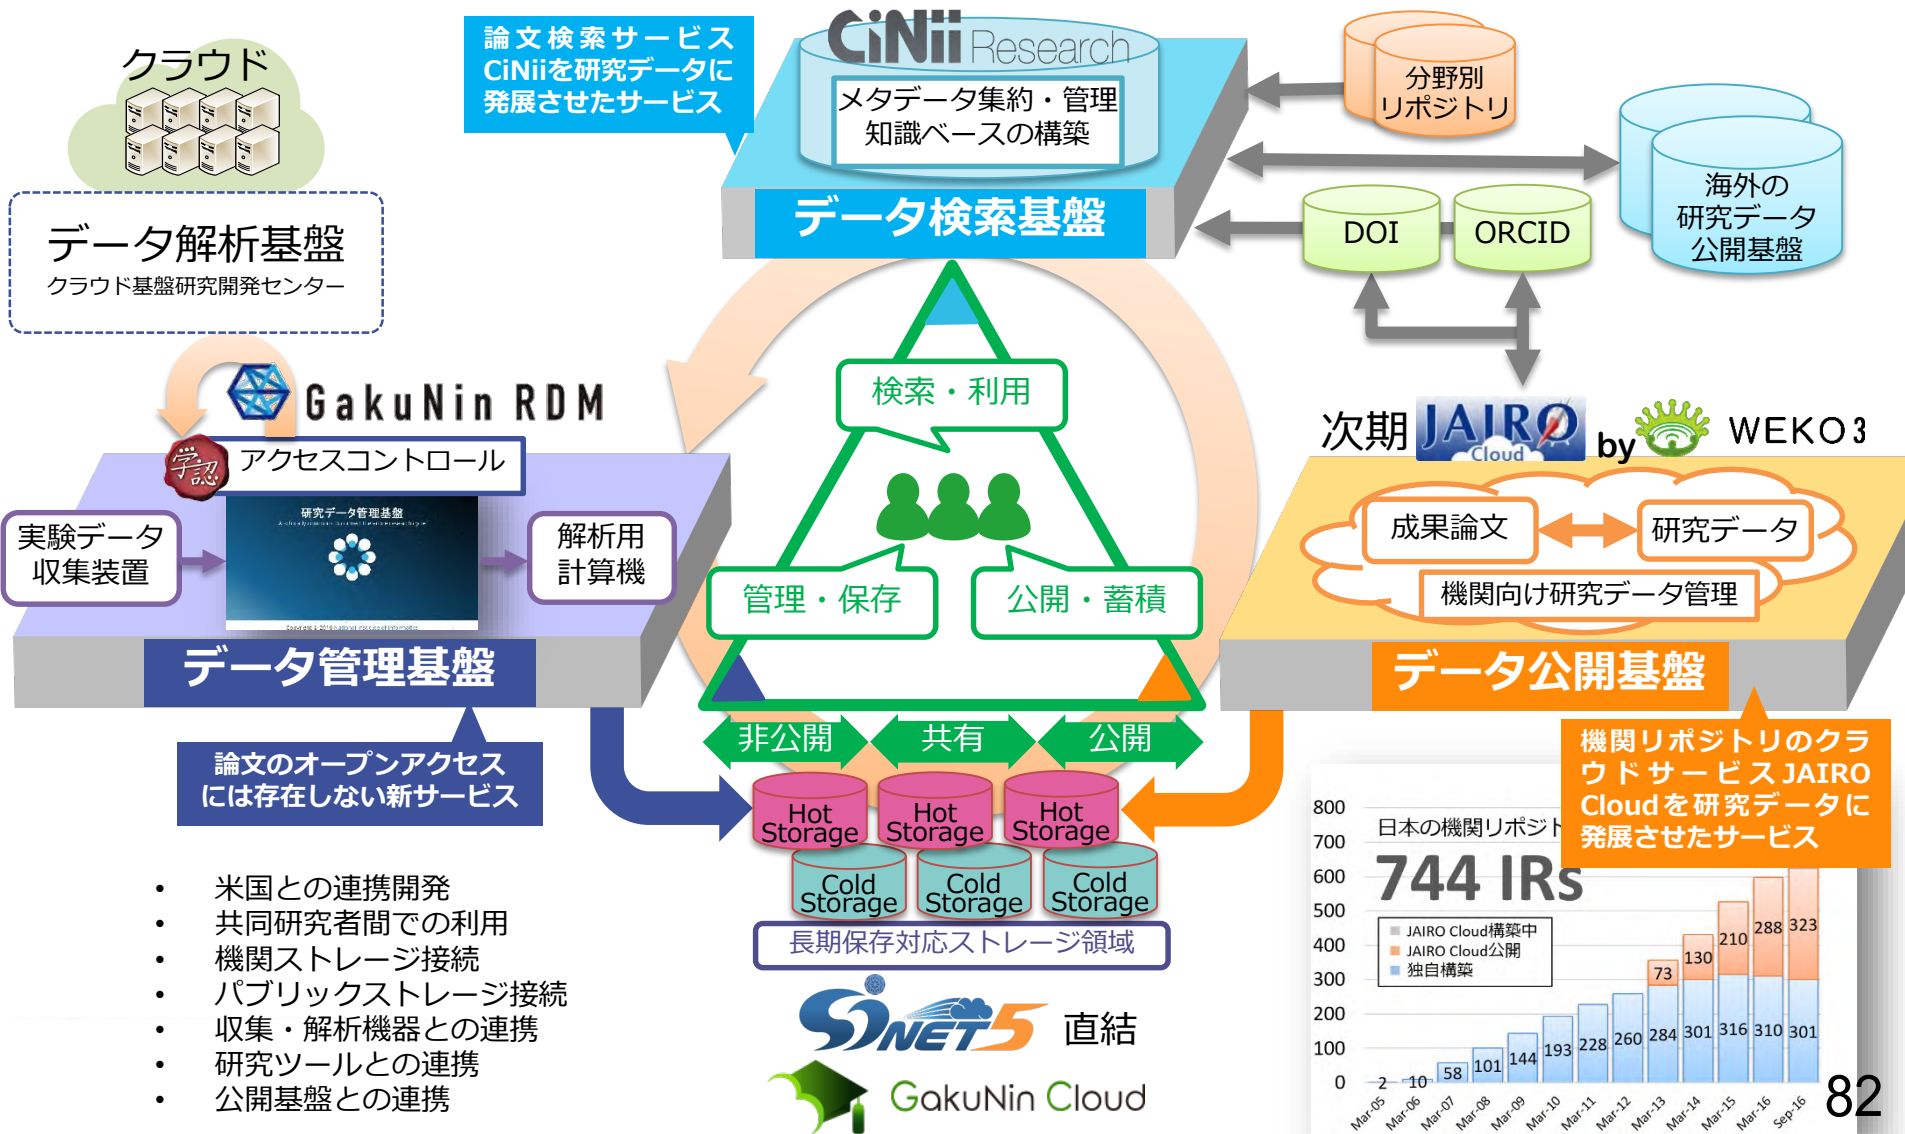 クラウド
データ解析基盤
クラウド基盤研究開発センター
論文検索サービス
CiNiiを研究データに
発展させたサービス
CiNii Research
メタデータ集約・管理
知識ベースの構築
データ検索基盤
分野別
リポジトリ
海外の
研究データ
公開基盤
DOI
ORCID
GakuNin RDM
学認
アクセスコントロール
実験データ
収集装置
研究データ管理基盤
解析用
計算機
データ管理基盤
論文のオープンアクセス
には存在しない新サービス
検索・利用
管理・保存
公開・蓄積
次期 JAIRO Cloud by WEKO3
成果論文
研究データ
機関向け研究データ管理
データ公開基盤
機関リポジトリのクラ
ウドサービスJAIRO
Cloudを研究データに
発展させたサービス
非公開
共有
公開
Hot
Storage
Hot
Storage
Hot
Storage
Cold
Storage
Cold
Storage
Cold
Storage
長期保存対応ストレージ領域
SINET5 直結
GakuNin Cloud
• 米国との連携開発
• 共同研究者間での利用
• 機関ストレージ接続
• パブリックストレージ接続
• 収集・解析機器との連携
• 研究ツールとの連携
• 公開基盤との連携
日本の機関リポジト
744 IRs
JAIRO Cloud構築中
JAIRO Cloud公開
独自構築
800
700
600
500
400
300
200
100
0
73 130 210 288 323
2 10 58 101 144 193 228 260 284 301 316 310 301
Mar-05 Mar-06 Mar-07 Mar-08 Mar-09 Mar-10 Mar-11 Mar-12 Mar-13 Mar-14 Mar-15 Mar-16 Sep-16
82